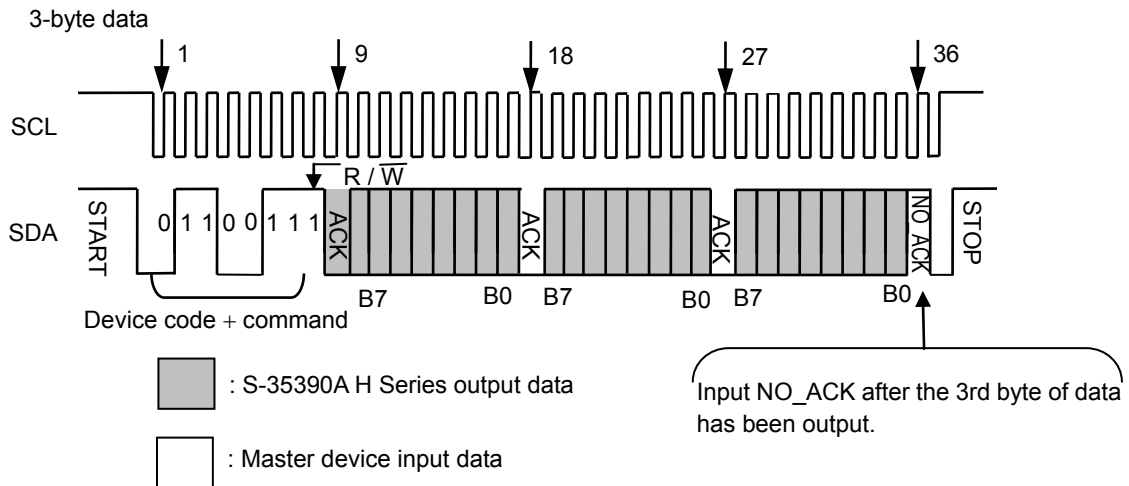 3-byte data
1 9 18 27 36
SCL
R / W
SDA
START 0 1 1 0 0 1 1 1 ACK ACK ACK NO_ACK STOP
B7 B0 B7 B0 B7 B0
Device code + command
: S-35390A H Series output data
Input NO_ACK after the 3rd byte of data
has been output.
: Master device input data